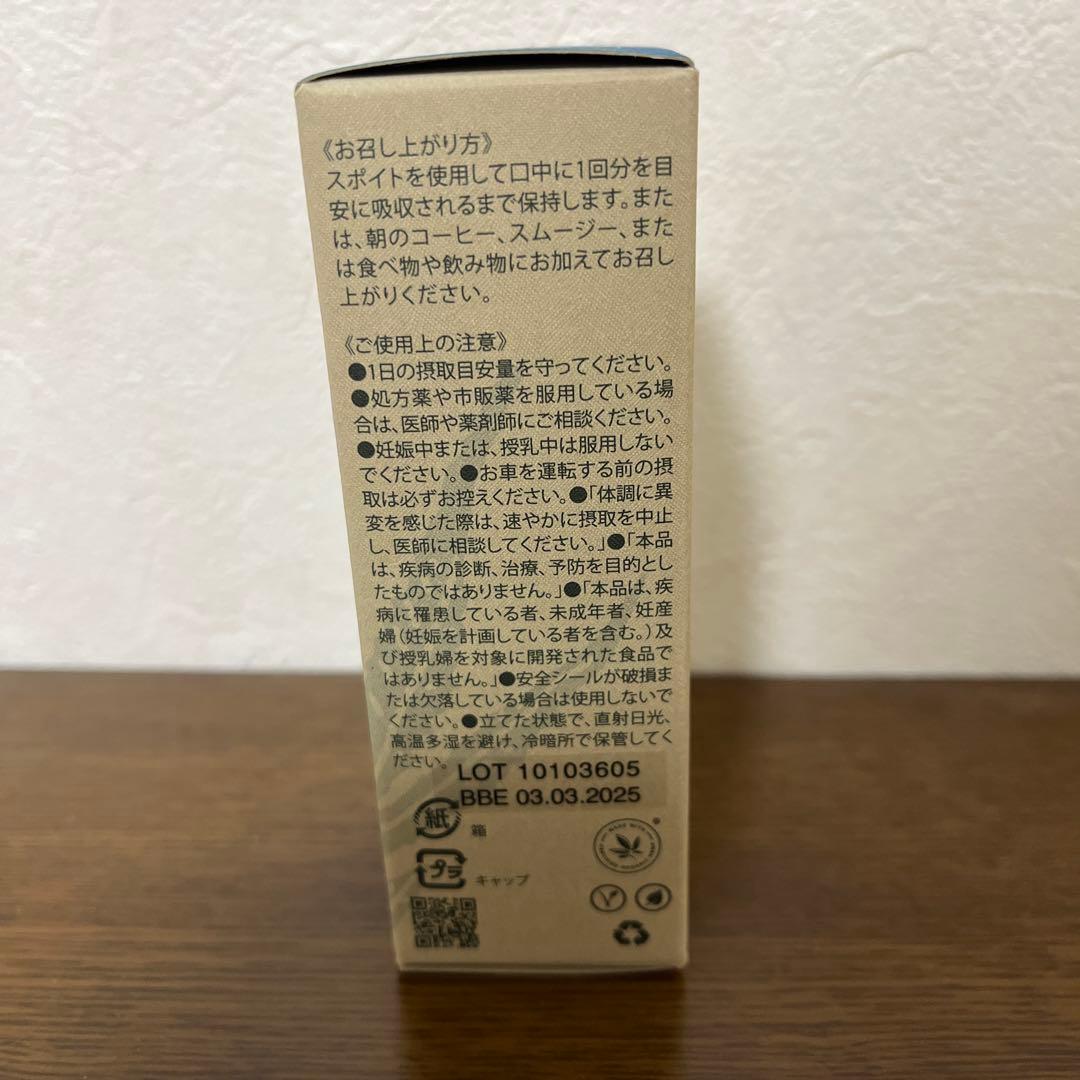 《お召し上がり方》
スポイトを使用して口中に1回分を目
安に吸収されるまで保持します。また
は、朝のコーヒー、スムージー、また
は食べ物や飲み物にお加えてお召し
上がりください。
《ご使用上の注意》
●1日の摂取目安量を守ってください。
●処方薬や市販薬を服用している場
合は、医師や薬剤師にご相談ください。
●妊娠中または、授乳中は服用しない
でください。●お車を運転する前の摂
取は必ずお控えください。●「体調に異
変を感じた際は、速やかに摂取を中止
し、医師に相談してください。」●「本品
は、疾病の診断、治療、予防を目的とし
たものではありません。」●「本品は、疾
病に罹患している者、未成年者、妊産
婦（妊娠を計画している者を含む。）及
び授乳婦を対象に開発された食品で
はありません。」●安全シールが破損ま
たは欠落している場合は使用しないで
ください。●立てた状態で、直射日光、
高温多湿を避け、冷暗所で保管してく
ださい。
LOT 10103605
BBE 03.03.2025
紙
箱
プラ
キャップ